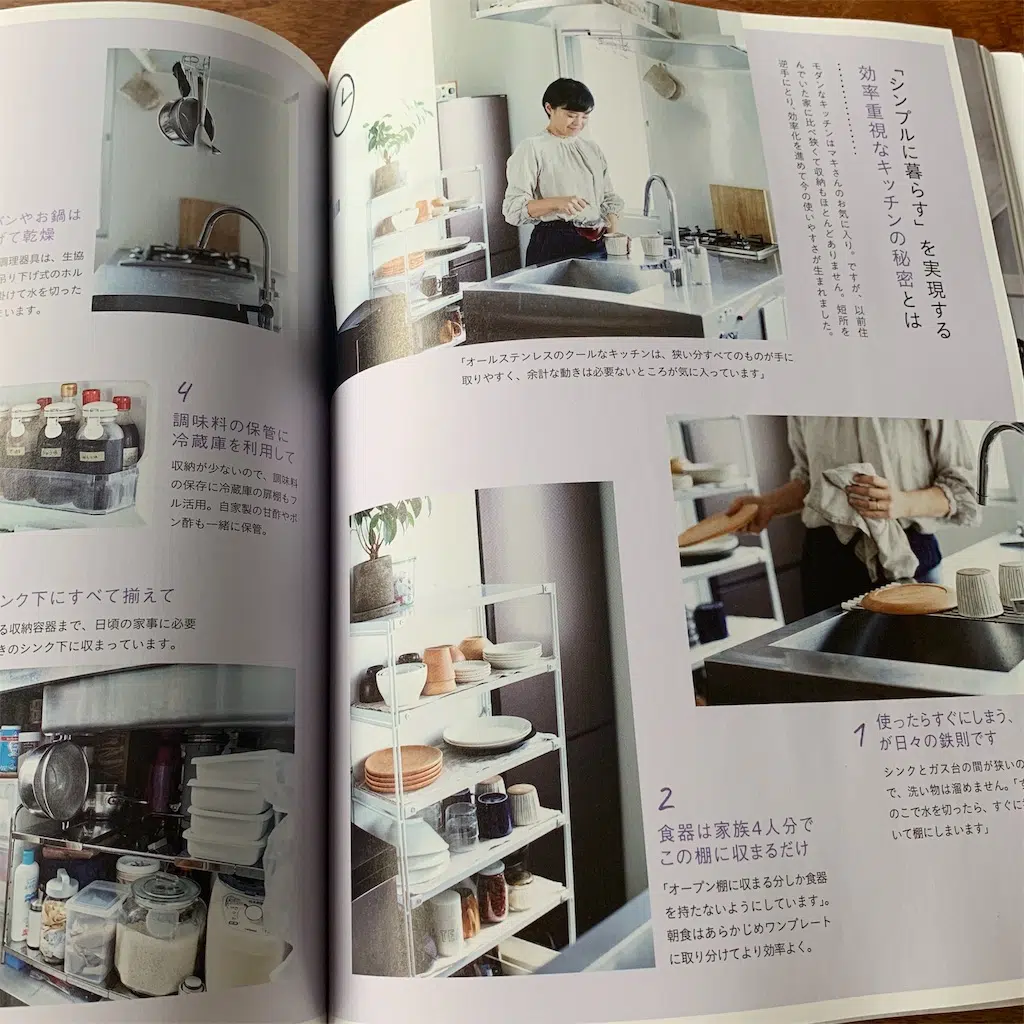 「シンプルに暮らす」を実現する
効率重視なキッチンの秘密とは
モダンなキッチンはマキさんのお気に入り。ですが、以前住
んでいた家に比べ狭くて収納もほとんどありません。短所を
逆手にとり、効率化を進めて今の使いやすさが生まれました。
「オールステンレスのクールなキッチンは、狭い分すべてのものが手に
取りやすく、余計な動きは必要ないところが気に入っています」
1
使ったらすぐにしまう、
が日々の鉄則です
シンクとガス台の間が狭いの
で、洗い物は溜めません。「
のこで水を切ったら、すぐに
いて棚にしまいます」
2
食器は家族4人分で
この棚に収まるだけ
「オープン棚に収まる分しか食器
を持たないようにしています」。
朝食はあらかじめワンプレート
に取り分けてより効率よく。
パンやお鍋は
げて乾燥
調理器具は、生協
吊り下げ式のホル
掛けて水を切った
います。
4
調味料の保管に
冷蔵庫を利用して
収納が少ないので、調味料
の保存に冷蔵庫の扉棚もフ
ル活用。自家製の甘酢やポ
ン酢も一緒に保管。
ンク下にすべて揃えて
る収納容器まで、日頃の家事に必要
きのシンク下に収まっています。